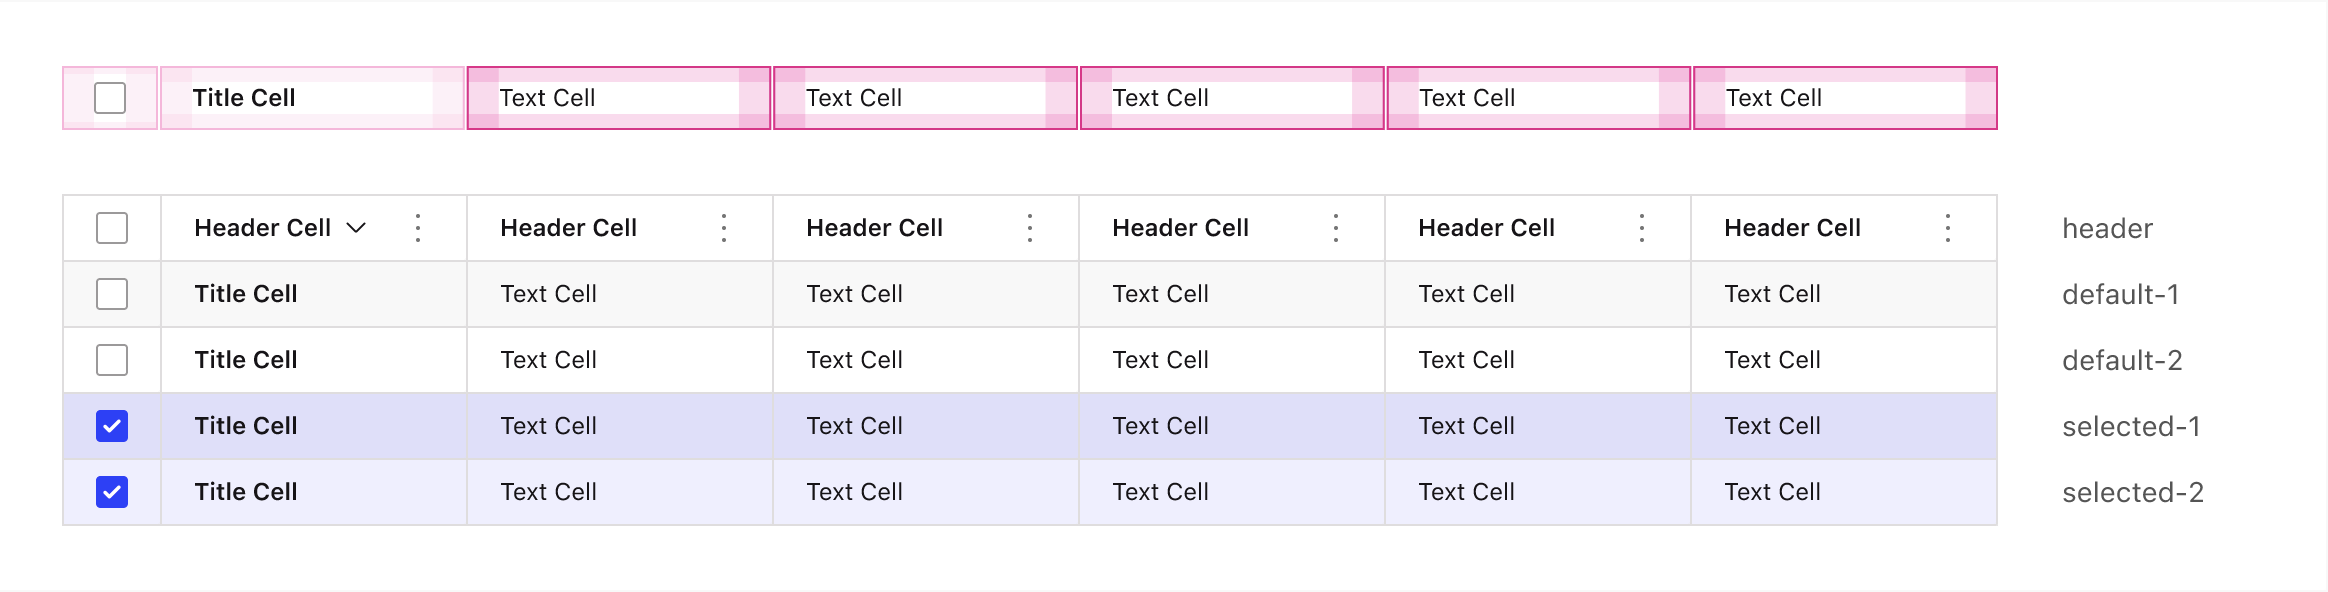 Title Cell Text Cell Text Cell Text Cell Text Cell Text Cell
Header Cell Header Cell Header Cell Header Cell Header Cell Header Cell header
Title Cell Text Cell Text Cell Text Cell Text Cell Text Cell default-1
Title Cell Text Cell Text Cell Text Cell Text Cell Text Cell default-2
Title Cell Text Cell Text Cell Text Cell Text Cell Text Cell selected-1
Title Cell Text Cell Text Cell Text Cell Text Cell Text Cell selected-2